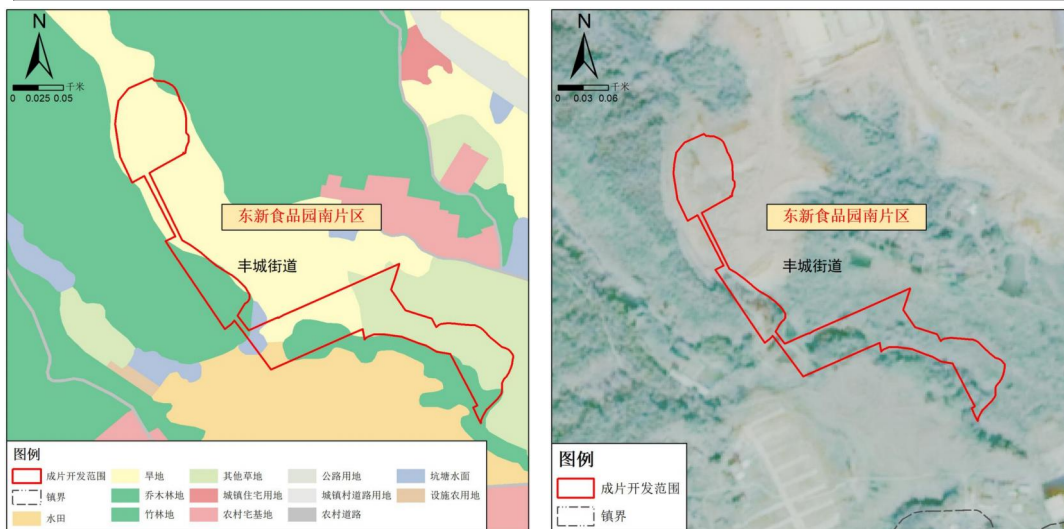 N
千米
0 0.025 0.05
东新食品园南片区
丰城街道
图例
成片开发范围
镇界
水田
旱地
乔木林地
竹林地
其他草地
城镇住宅用地
农村宅基地
公路用地
城镇村道路用地
农村道路
坑塘水面
设施农用地
N
千米
0 0.03 0.06
东新食品园南片区
丰城街道
图例
成片开发范围
镇界